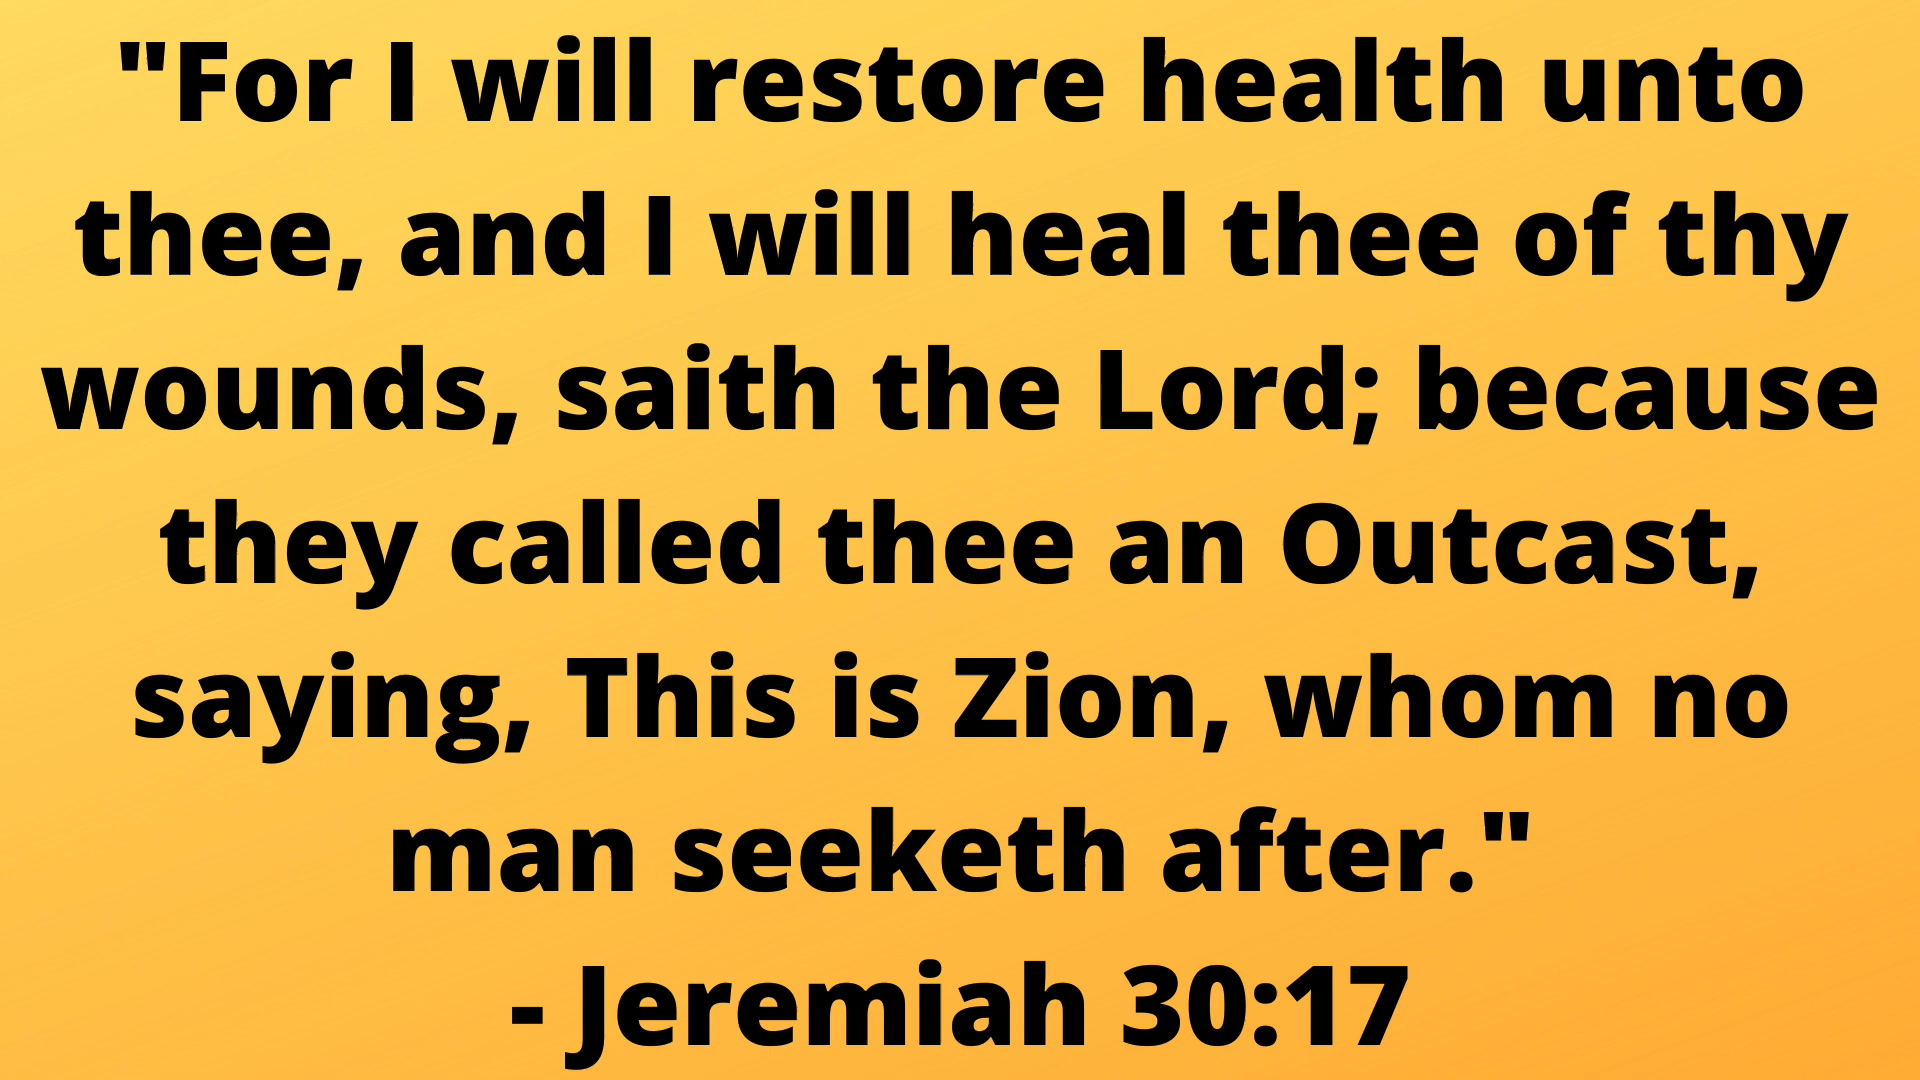 "For I will restore health unto
thee, and I will heal thee of thy
wounds, saith the Lord; because
they called thee an Outcast,
saying, This is Zion, whom no
man seeketh after."
- Jeremiah 30:17